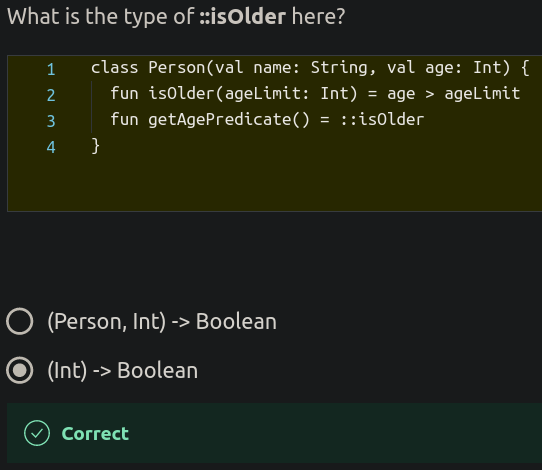 What is the type of ::isOlder here?
1 class Person(val name: String, val age: Int) {
2 fun isOlder(ageLimit: Int) = age > ageLimit
3 fun getAgePredicate() = ::isOlder
4 }
(Person, Int) -> Boolean
(Int) -> Boolean
Correct